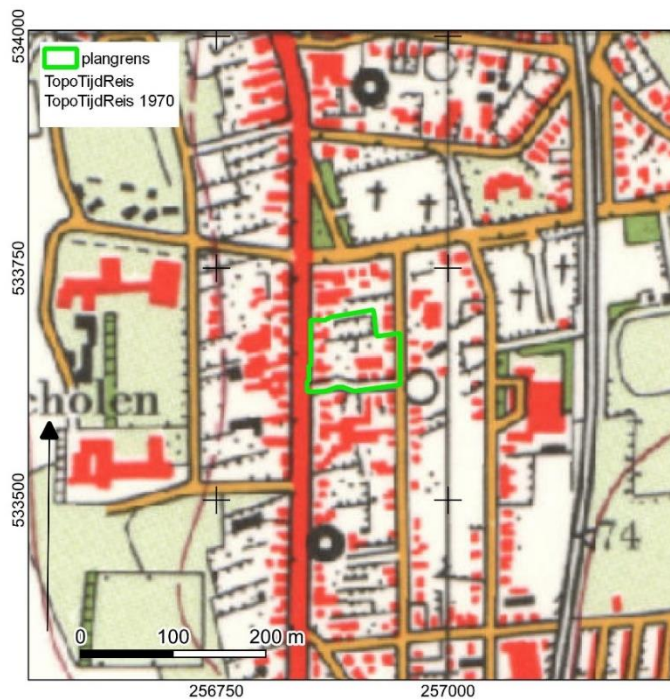 534000
plangrens
TopoTijdReis
TopoTijdReis 1970
533750
cholen
533500
74
0 100 200 m
256750 257000